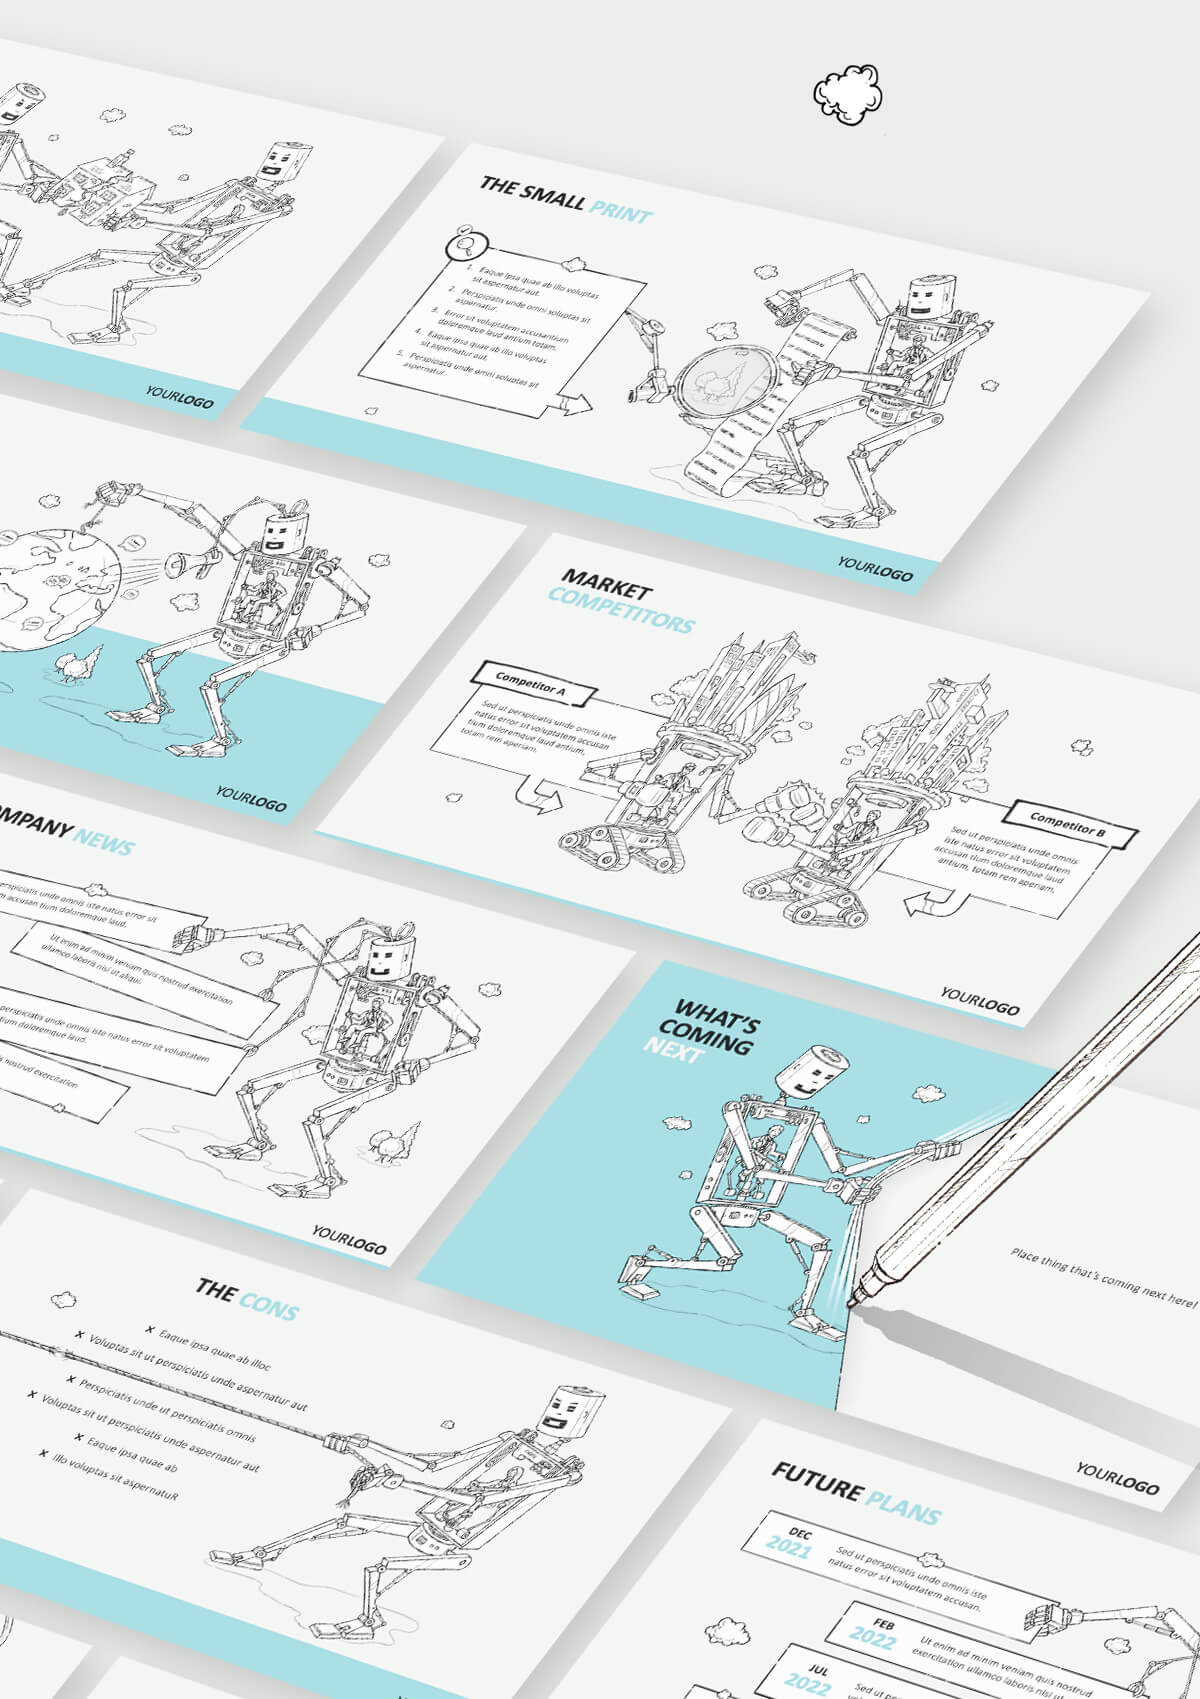 THE SMALL PRINT
1. Eaque ipsa quae ab illo voluptas
sit aspernatur aut.
2. Perspiciatis unde omni voluptas sit
aspernatur.
3. Error sit voluptatem accusantium
doloremque laud antium totam.
4. Eaque ipsa quae ab illo voluptas
sit aspernatur aut.
5. Perspiciatis unde omni voluptas sit
aspernatur.
YOURLOGO
YOURLOGO
MARKET
COMPETITORS
Competitor A
Sed ut perspiciatis unde omnis iste
natus error sit voluptatem accusan
tium doloremque laud antium,
totam rem aperiam.
Competitor B
Sed ut perspiciatis unde omnis
iste natus error sit voluptatem
accusan tium doloremque laud
antium, totam rem aperiam.
YOURLOGO
YOURLOGO
MPANY NEWS
erspiciatis unde omnis iste natus error sit
m accusan tium doloremque laud.
Ut enim ad minim veniam quis nostrud exercitation
ullamco laboris nisi ut aliqui.
perspiciatis unde omnis iste natus error sit voluptatem
tium doloremque laud.
s nostrud exercitation
YOURLOGO
WHAT'S
COMING
NEXT
Place thing that's coming next here!
YOURLOGO
THE CONS
x Eaque ipsa quae ab illoc
x Voluptas sit ut perspiciatis unde aspernatur aut
x Perspiciatis unde ut perspiciatis omnis
x Voluptas sit ut perspiciatis unde aspernatur aut
x Eaque ipsa quae ab
x illo voluptas sit aspernatuR
FUTURE PLANS
DEC
2021
Sed ut perspiciatis unde omnis iste
natus error sit voluptatem accusan.
FEB
2022
Ut enim ad minim veniam quis nostrud
exercitation ullamco laboris nisi ut
JUL
2022
Sed ut